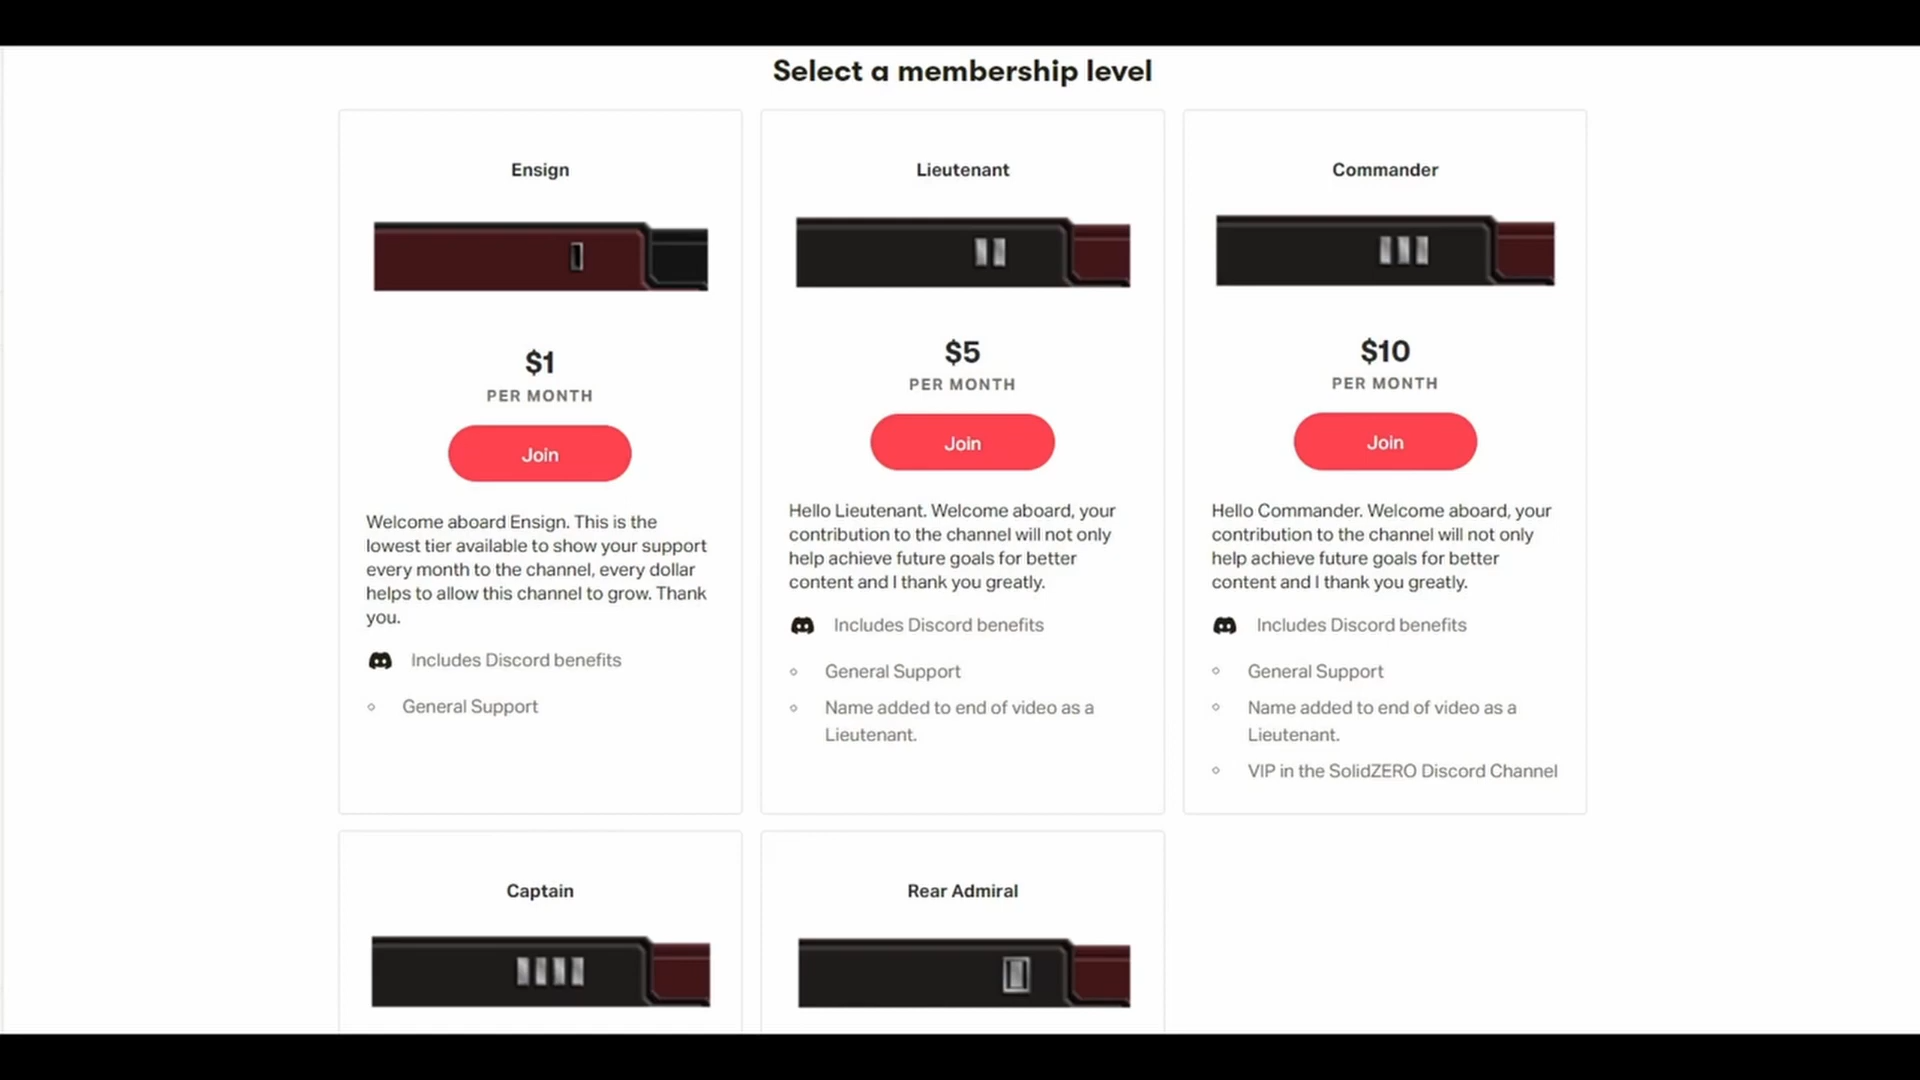 Select a membership level
Ensign
$1
PER MONTH
Join
Welcome aboard Ensign. This is the
lowest tier available to show your support
every month to the channel, every dollar
helps to allow this channel to grow. Thank
you.
Includes Discord benefits
General Support
Lieutenant
$5
PER MONTH
Join
Hello Lieutenant. Welcome aboard, your
contribution to the channel will not only
help achieve future goals for better
content and I thank you greatly.
Includes Discord benefits
General Support
Name added to end of video as a
Lieutenant.
Commander
$10
PER MONTH
Join
Hello Commander. Welcome aboard, your
contribution to the channel will not only
help achieve future goals for better
content and I thank you greatly.
Includes Discord benefits
General Support
Name added to end of video as a
Lieutenant.
VIP in the SolidZERO Discord Channel
Captain
Rear Admiral